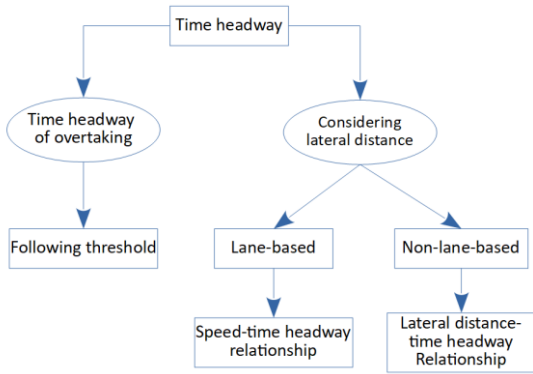 Time headway
Time headway
of overtaking
Considering
lateral distance
Following threshold
Lane-based
Non-lane-based
Speed-time headway
relationship
Lateral distance-
time headway
Relationship